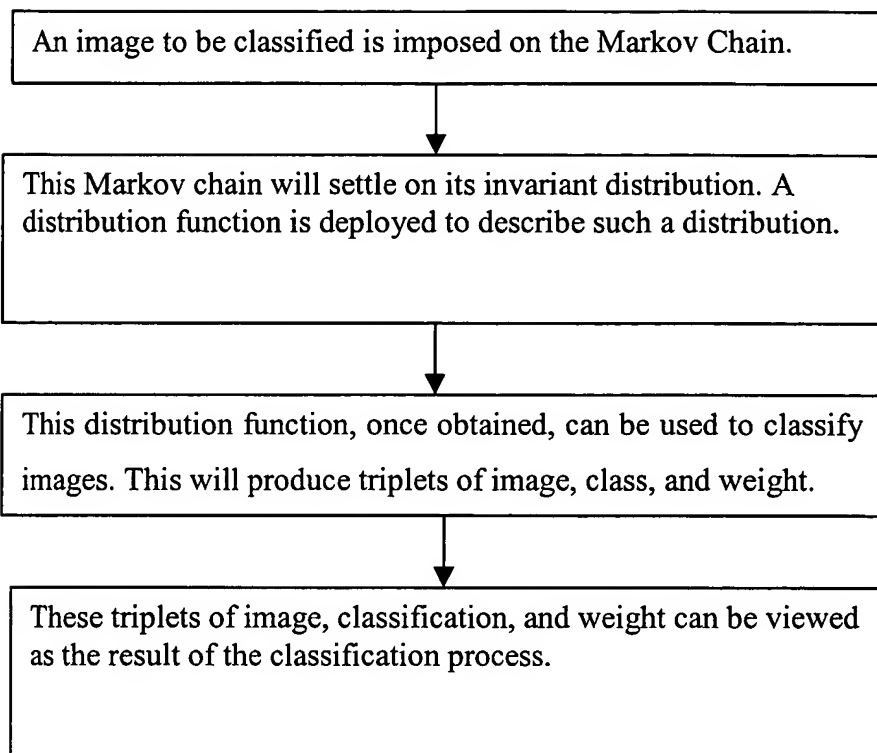 An image to be classified is imposed on the Markov Chain.
This Markov chain will settle on its invariant distribution. A
distribution function is deployed to describe such a distribution.
This distribution function, once obtained, can be used to classify
images. This will produce triplets of image, class, and weight.
These triplets of image, classification, and weight can be viewed
as the result of the classification process.